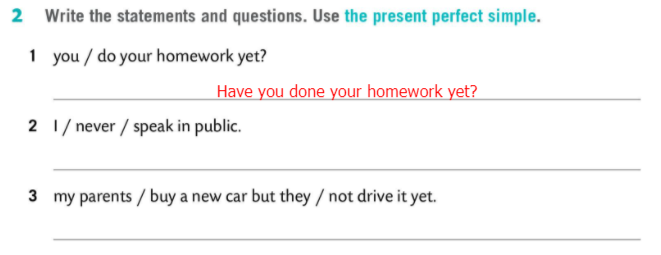 2 Write the statements and questions. Use the present perfect simple.
1 you / do your homework yet?
Have you done your homework yet?
2 I / never / speak in public.
3 my parents / buy a new car but they / not drive it yet.